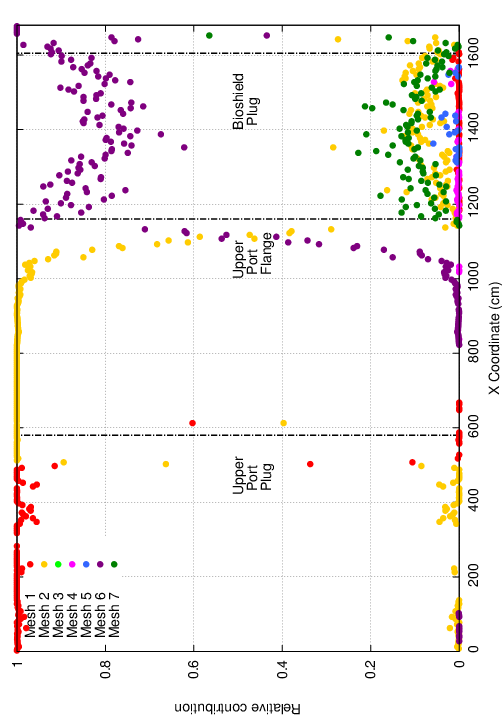 Relative contribution
1
0.8
0.6
0.4
0.2
0
0
200
400
600
800
1000
1200
1400
1600
X Coordinate (cm)
Mesh 1
Mesh 2
Mesh 3
Mesh 4
Mesh 5
Mesh 6
Mesh 7
Upper
Port
Plug
Upper
Port
Flange
Bioshield
Plug